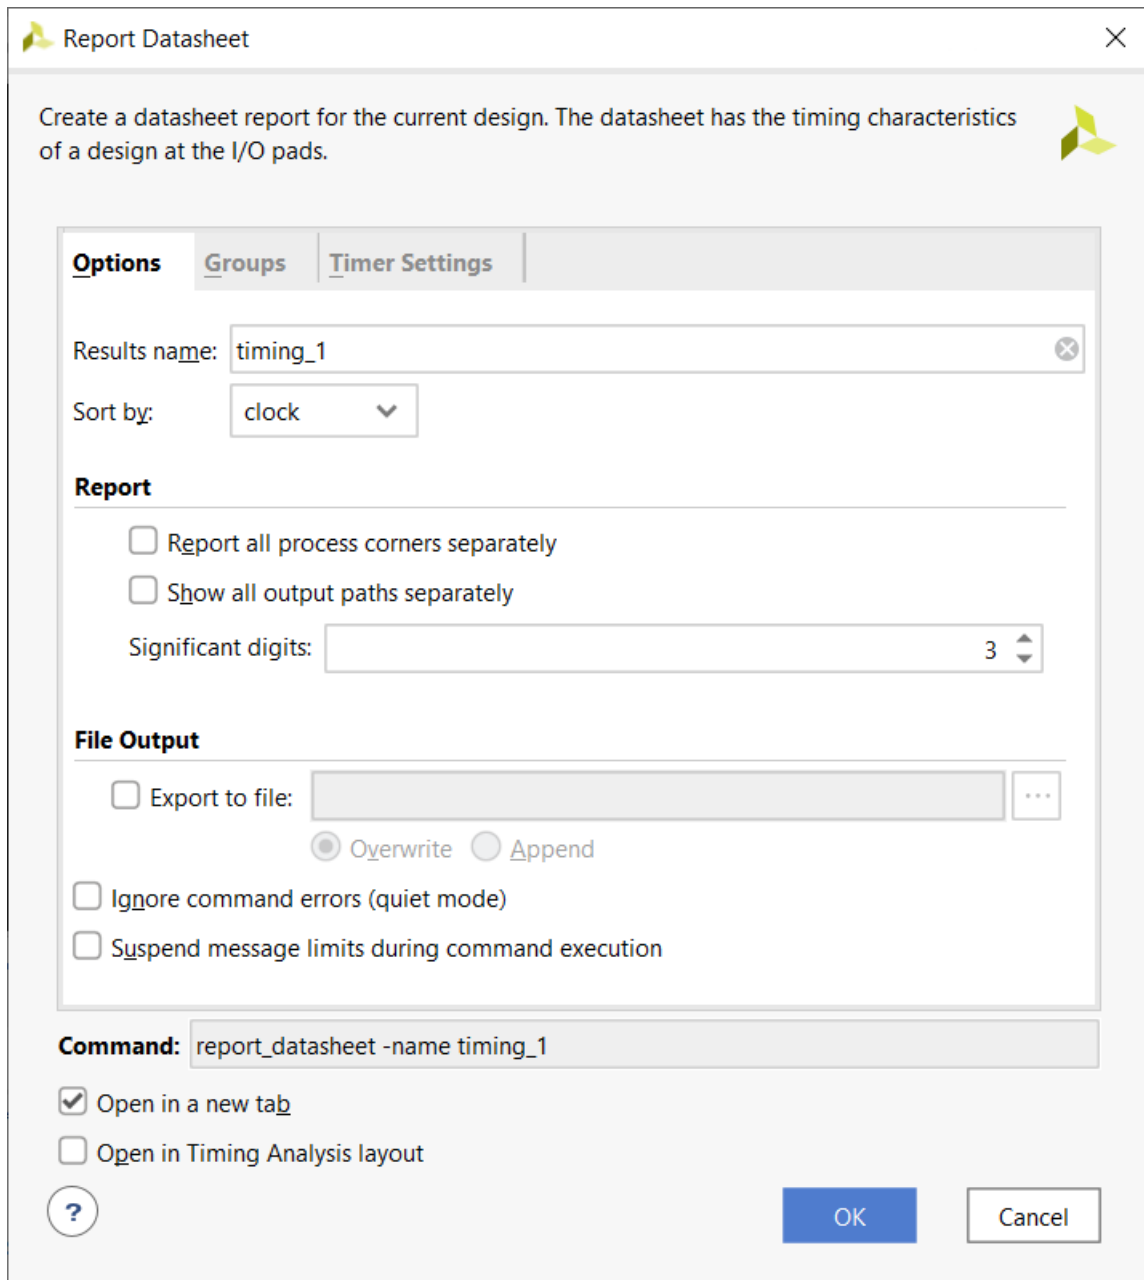 Report Datasheet
Create a datasheet report for the current design. The datasheet has the timing characteristics
of a design at the I/O pads.
Options Groups Timer Settings
Results name: timing_1
Sort by: clock
Report
Report all process corners separately
Show all output paths separately
Significant digits: 3
File Output
Export to file: ...
Overwrite Append
Ignore command errors (quiet mode)
Suspend message limits during command execution
Command: report_datasheet -name timing_1
Open in a new tab
Open in Timing Analysis layout
? OK Cancel